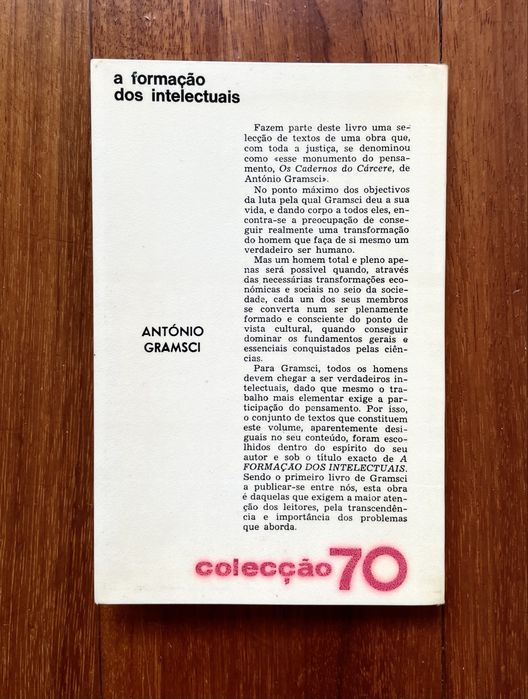 a formação
dos intelectuais
Fazem parte deste livro uma se-
lecção de textos de uma obra que,
com toda a justiça, se denominou
como «esse monumento do pensa-
mento, Os Cadernos do Cárcere, de
António Gramsci».
No ponto máximo dos objectivos
da luta pela qual Gramsci deu a sua
vida, e dando corpo a todos eles, en-
contra-se a preocupação de conse-
guir realmente uma transformação
do homem que faça de si mesmo um
verdadeiro ser humano.
Mas um homem total e pleno ape-
nas será possível quando, através
das necessárias transformações eco-
nómicas e sociais no seio da socie-
dade, cada um dos seus membros
se converta num ser plenamente
formado e consciente do ponto de
vista cultural, quando conseguir
dominar os fundamentos gerais e
essenciais conquistados pelas ciên-
cias.
Para Gramsci, todos os homens
devem chegar a ser verdadeiros in-
telectuais, dado que mesmo o tra-
balho mais elementar exige a par-
ticipação do pensamento. Por isso,
o conjunto de textos que constituem
este volume, aparentemente desi-
guais no seu conteúdo, foram esco-
lhidos dentro do espírito do seu
autor e sob o título exacto de A
FORMAÇÃO DOS INTELECTUAIS.
Sendo o primeiro livro de Gramsci
a publicar-se entre nós, esta obra
é daquelas que exigem a maior aten-
ção dos leitores, pela transcendên-
cia e importância dos problemas
que aborda.
ANTÓNIO
GRAMSCI
colecção 70